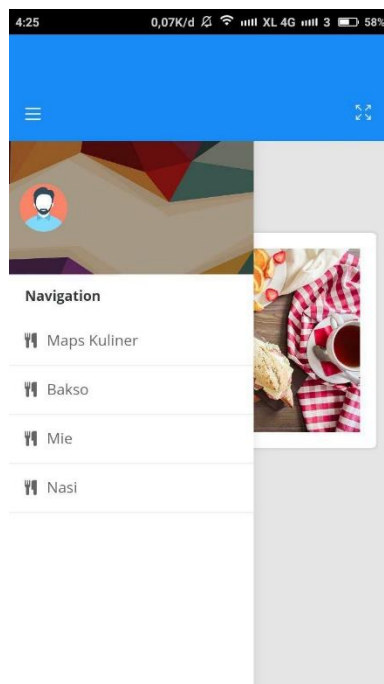 4:25 0,07K/d XL 4G 3 58%
Navigation
Maps Kuliner
Bakso
Mie
Nasi